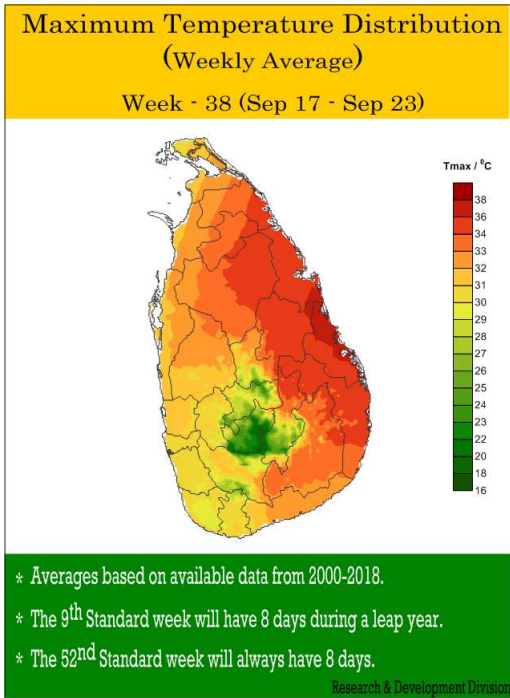 Maximum Temperature Distribution
(Weekly Average)
Week - 38 (Sep 17 - Sep 23)
Tmax / ⁰C
38
36
34
33
32
31
30
29
28
27
26
25
24
23
22
20
18
16
* Averages based on available data from 2000-2018.
* The 9th Standard week will have 8 days during a leap year.
* The 52nd Standard week will always have 8 days.
Research & Development Division